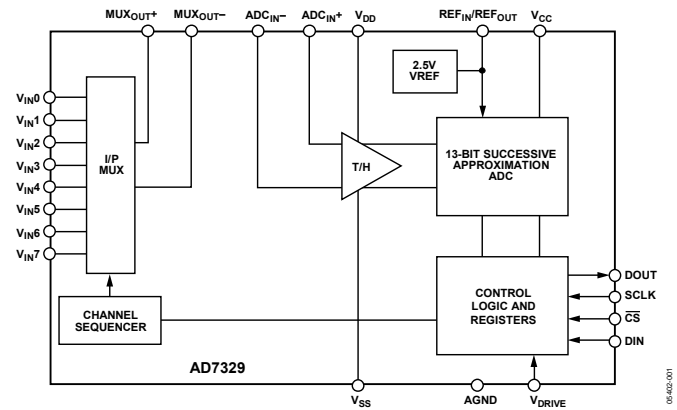 MUXOUT+ MUXOUT– ADCIN– ADCIN+ VDD REFIN/REFOUT VCC
2.5V
VREF
VIN0
VIN1
VIN2
VIN3
VIN4
VIN5
VIN6
VIN7
I/P
MUX
T/H
13-BIT SUCCESSIVE
APPROXIMATION
ADC
CHANNEL
SEQUENCER
CONTROL
LOGIC AND
REGISTERS
DOUT
SCLK
CS
DIN
AD7329
VSS AGND VDRIVE
05402-001